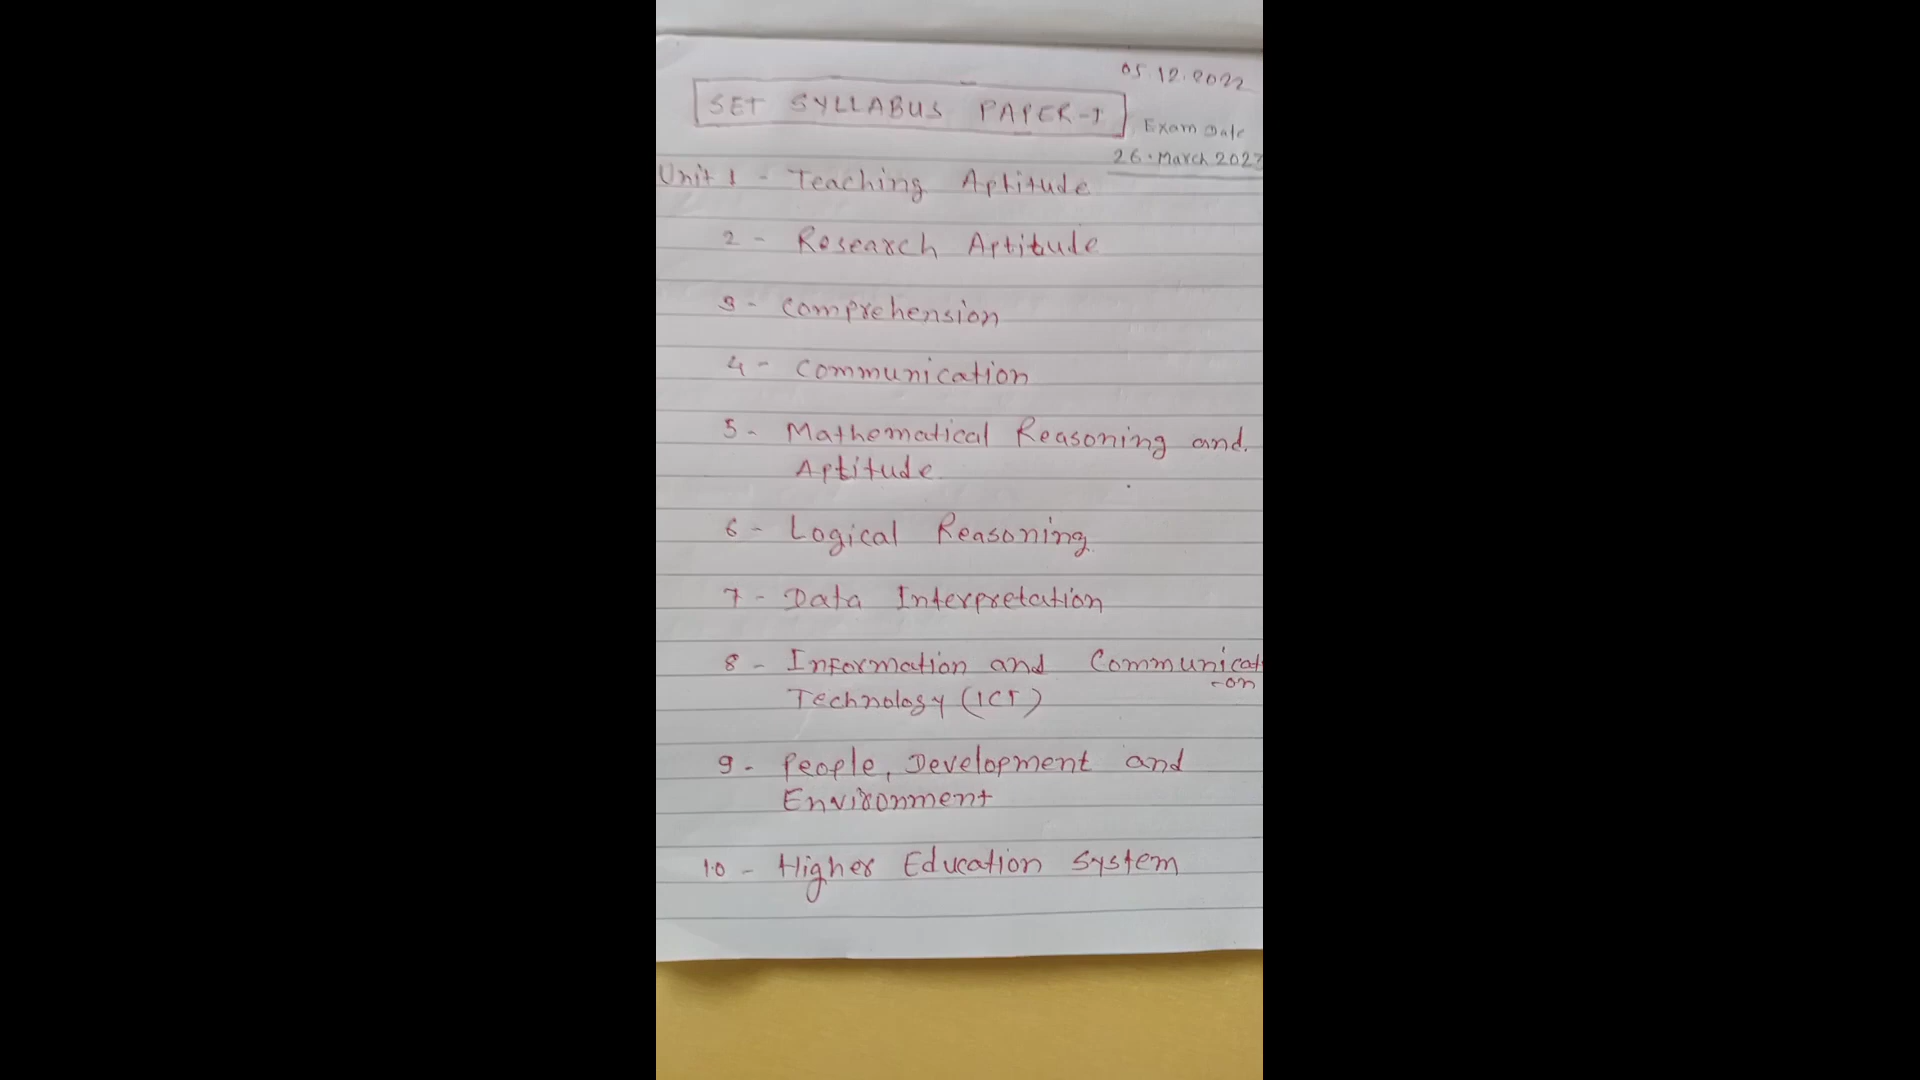 05.12.2022
SET SYLLABUS PAPER-I
Exam Date
26. March 2023
Unit 1 - Teaching Aptitude
2 - Research Aptitude
3 - Comprehension
4 - Communication
5 - Mathematical Reasoning and
Aptitude
6 - Logical Reasoning
7 - Data Interpretation
8 - Information and Communicati
-on
Technology (ICT)
9 - People, Development and
Environment
10 - Higher Education System